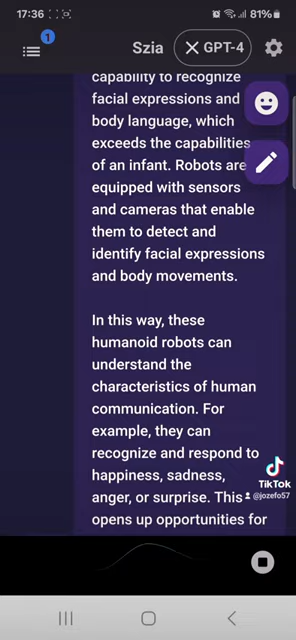 17:36 81%
1
Szia
GPT-4
capability to recognize
facial expressions and
body language, which
exceeds the capabilities
of an infant. Robots are
equipped with sensors
and cameras that enable
them to detect and
identify facial expressions
and body movements.
In this way, these
humanoid robots can
understand the
characteristics of human
communication. For
example, they can
recognize and respond to
happiness, sadness,
anger, or surprise. This
opens up opportunities for
TikTok
@jozefo57